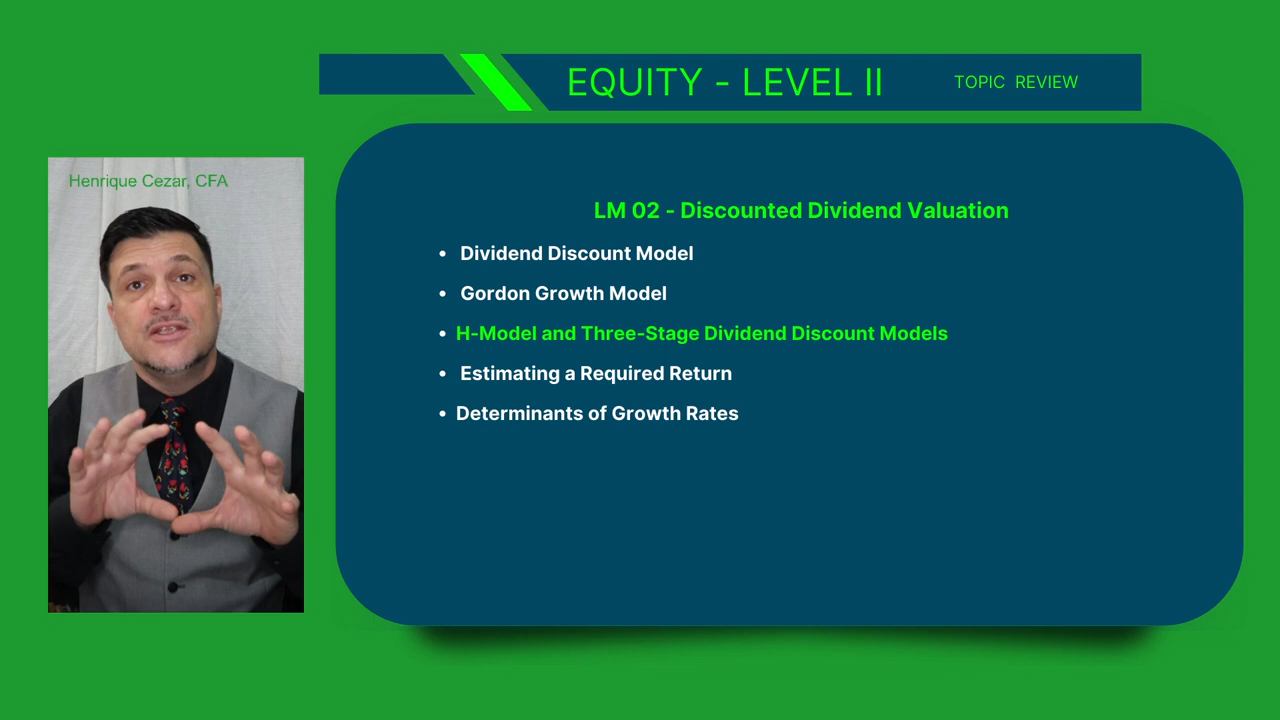 EQUITY - LEVEL II
TOPIC REVIEW
Henrique Cezar, CFA
LM 02 - Discounted Dividend Valuation
• Dividend Discount Model
• Gordon Growth Model
• H-Model and Three-Stage Dividend Discount Models
• Estimating a Required Return
• Determinants of Growth Rates